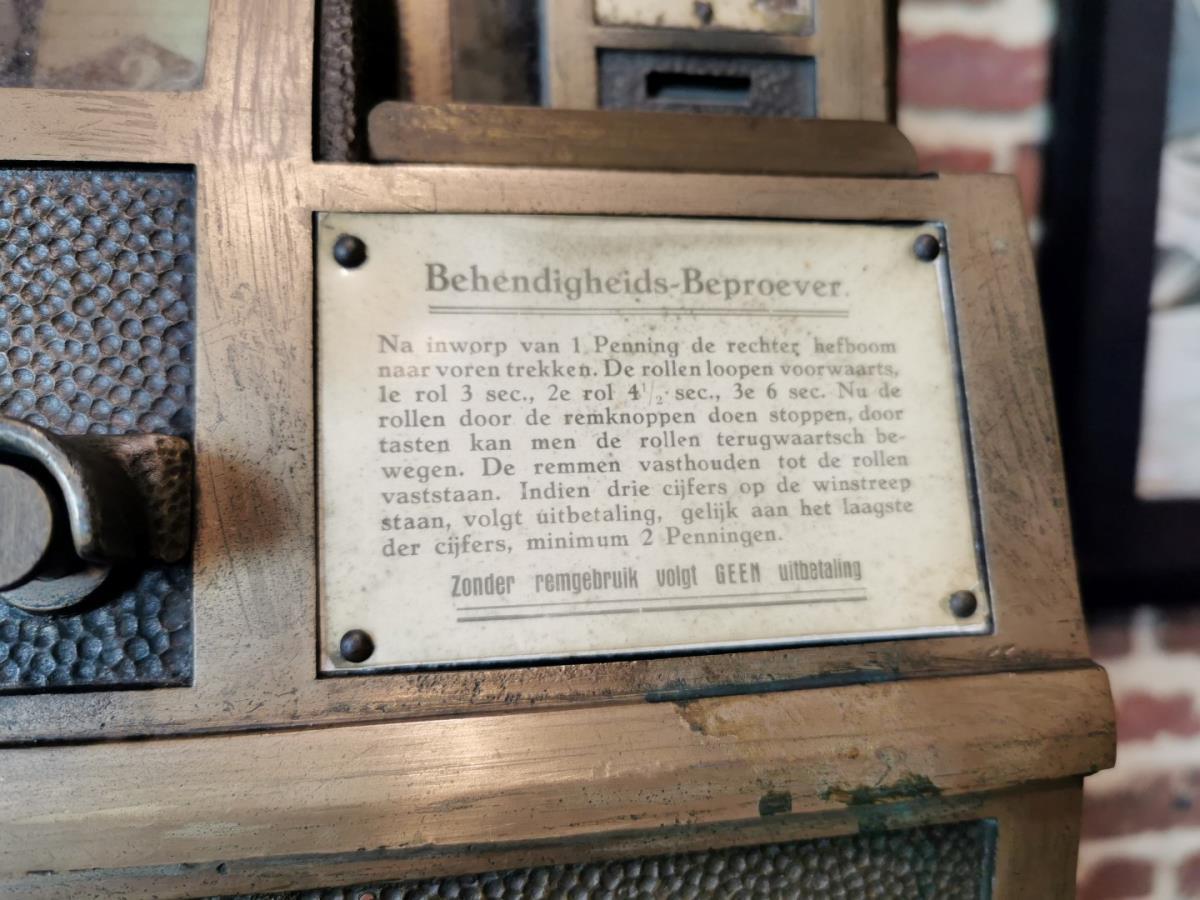 Behendigheids-Beproever.
Na inworp van 1 Penning de rechter hefboom
naar voren trekken. De rollen loopen voorwaarts,
1e rol 3 sec., 2e rol 4 1/2 sec., 3e 6 sec. Nu de
rollen door de remknoppen doen stoppen, door
tasten kan men de rollen terugwaartsch be-
wegen. De remmen vasthouden tot de rollen
vaststaan. Indien drie cijfers op de winstreep
staan, volgt uitbetaling, gelijk aan het laagste
der cijfers, minimum 2 Penningen.
Zonder remgebruik volgt GEEN uitbetaling